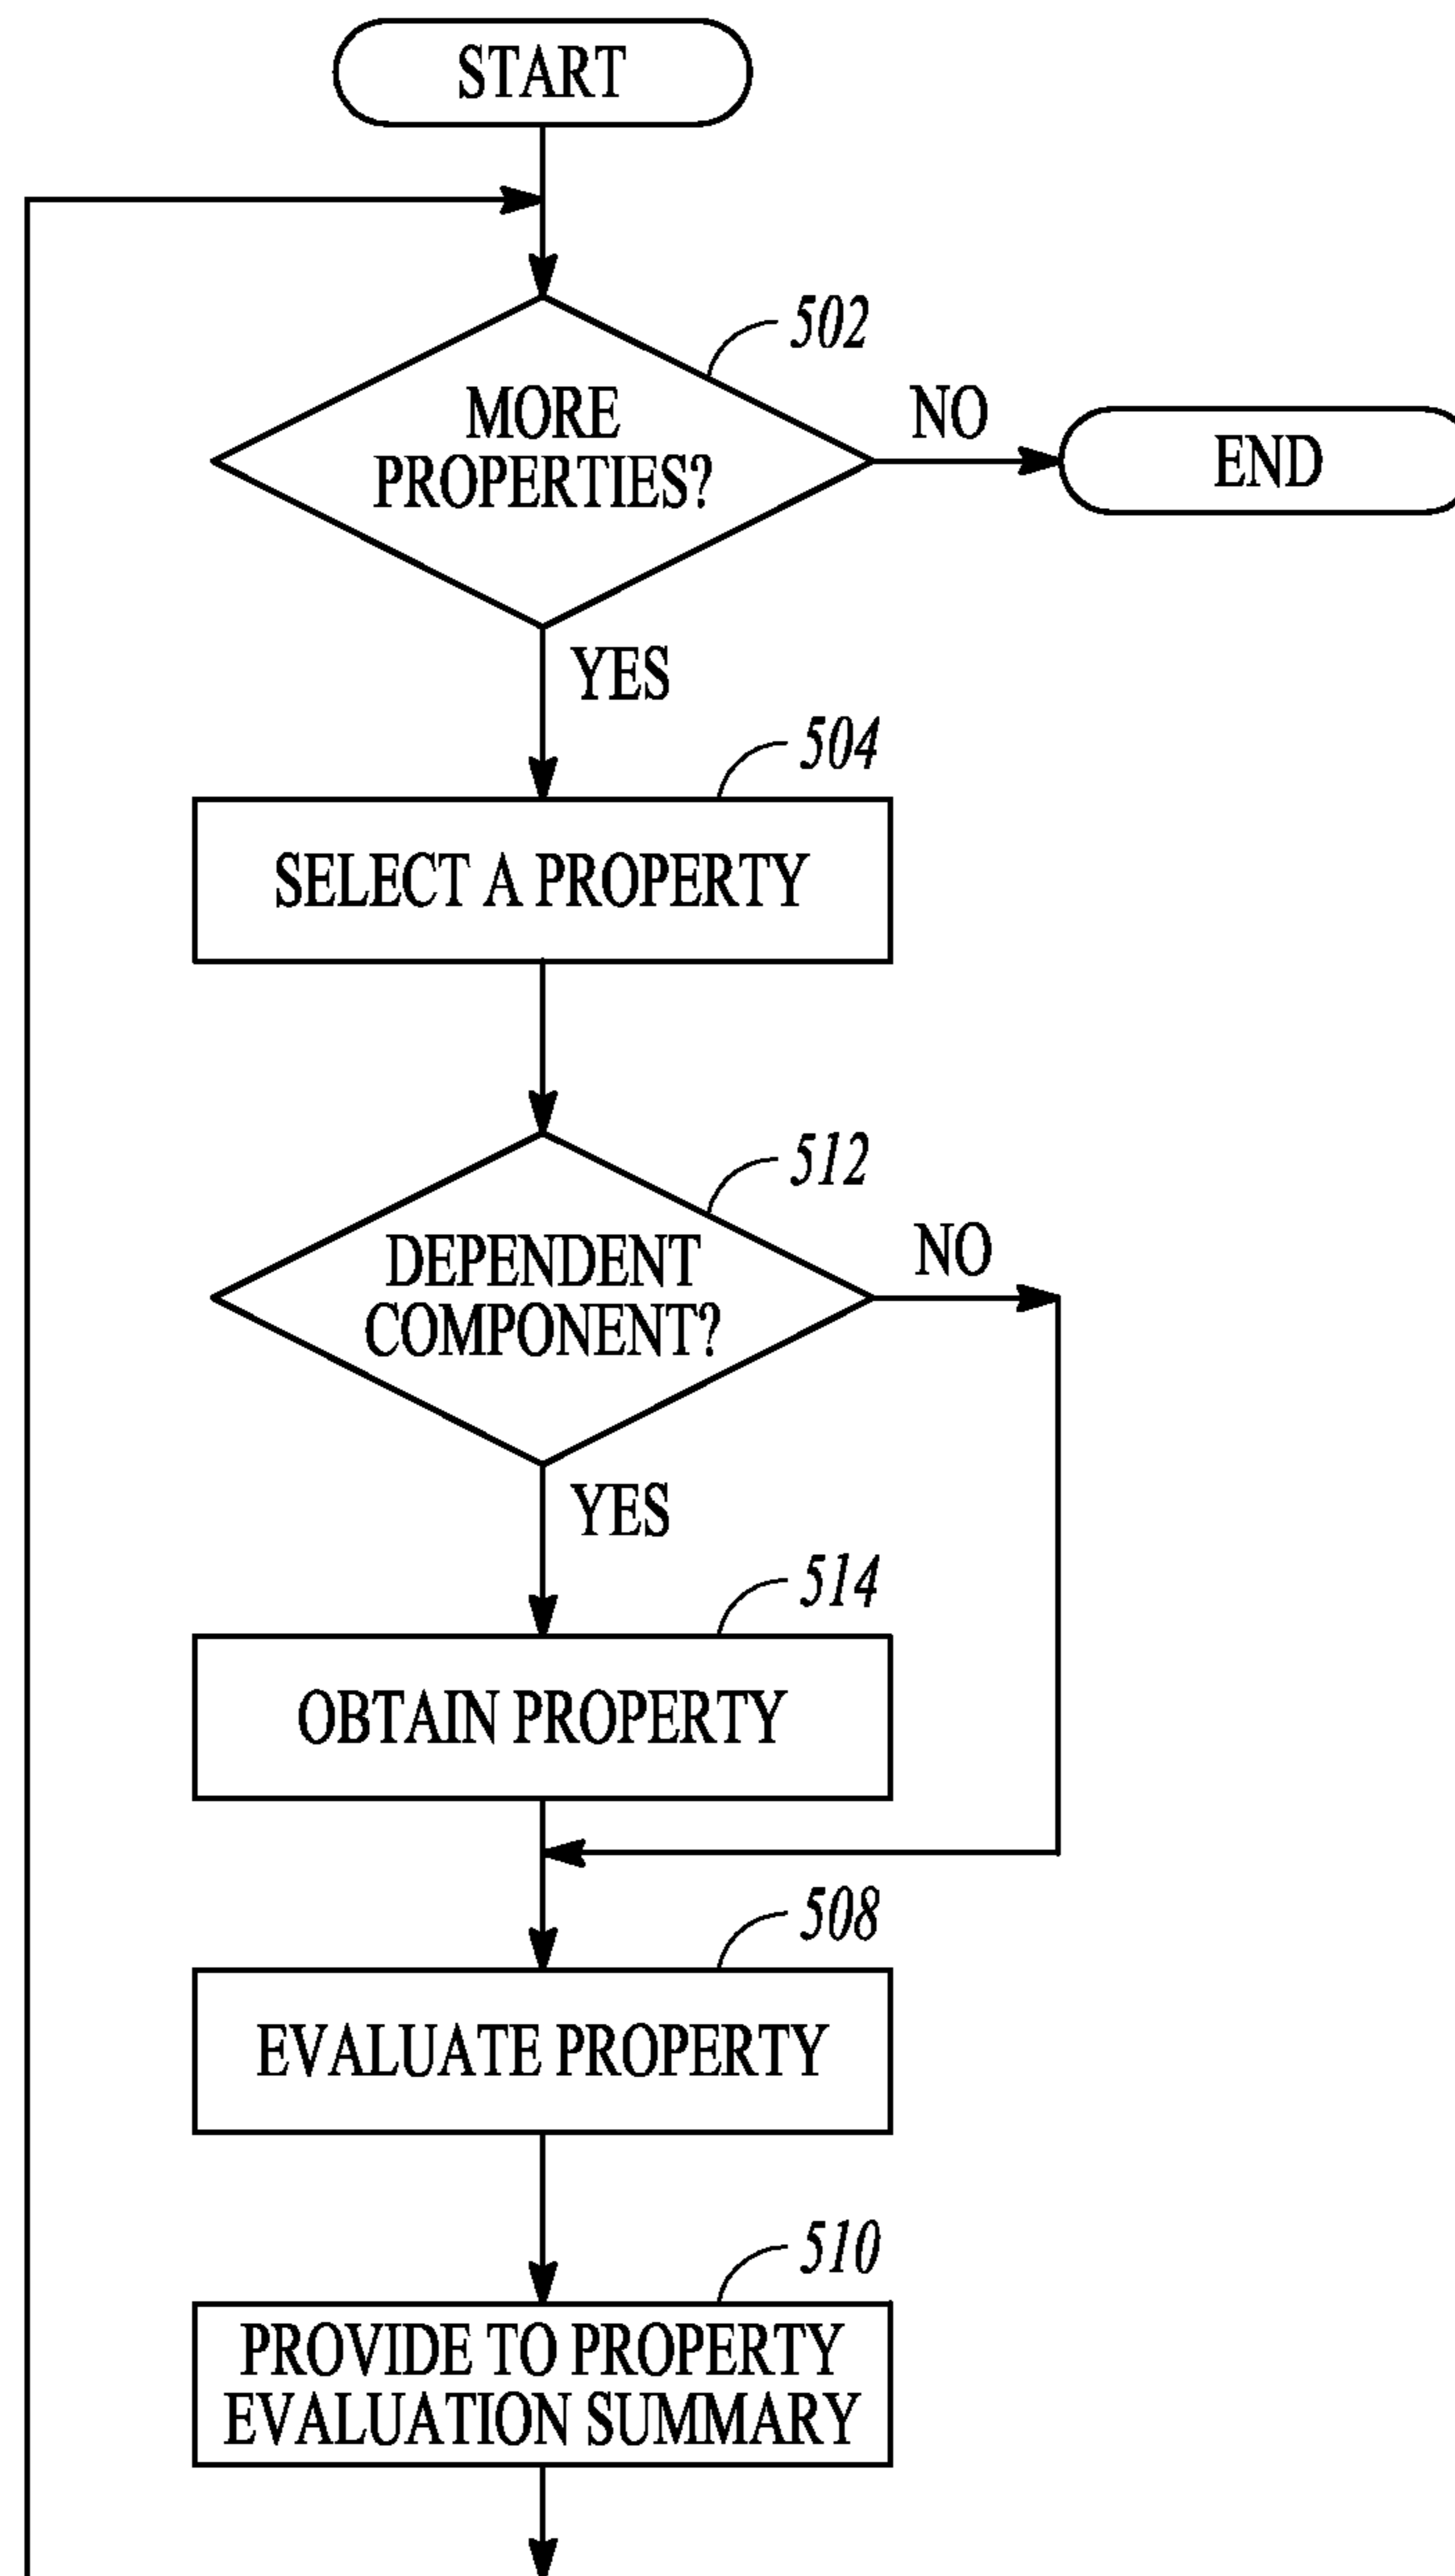 START
502
MORE
PROPERTIES?
NO
END
YES
504
SELECT A PROPERTY
512
DEPENDENT
COMPONENT?
NO
YES
514
OBTAIN PROPERTY
508
EVALUATE PROPERTY
510
PROVIDE TO PROPERTY
EVALUATION SUMMARY